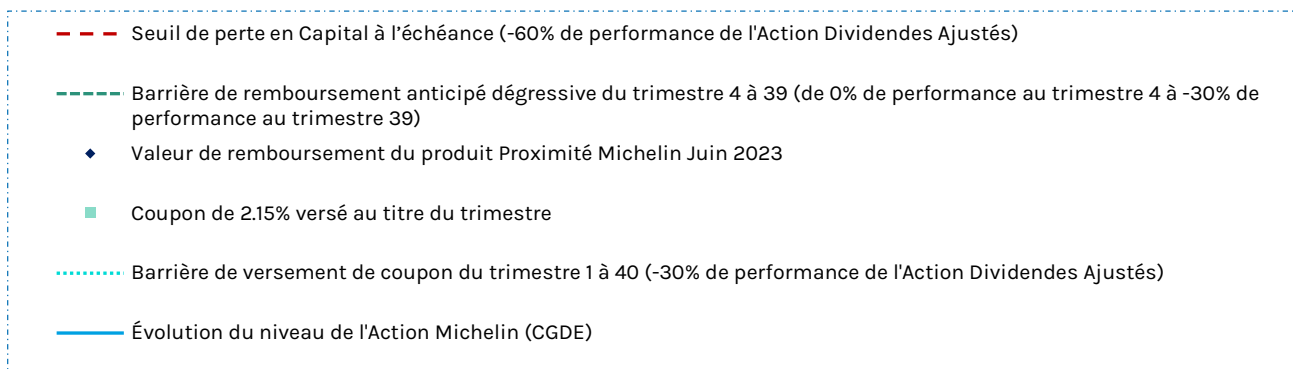 Seuil de perte en Capital à l’échéance (-60% de performance de l'Action Dividendes Ajustés)
Barrière de remboursement anticipé dégressive du trimestre 4 à 39 (de 0% de performance au trimestre 4 à -30% de
performance au trimestre 39)
Valeur de remboursement du produit Proximité Michelin Juin 2023
Coupon de 2.15% versé au titre du trimestre
Barrière de versement de coupon du trimestre 1 à 40 (-30% de performance de l'Action Dividendes Ajustés)
Évolution du niveau de l'Action Michelin (CGDE)